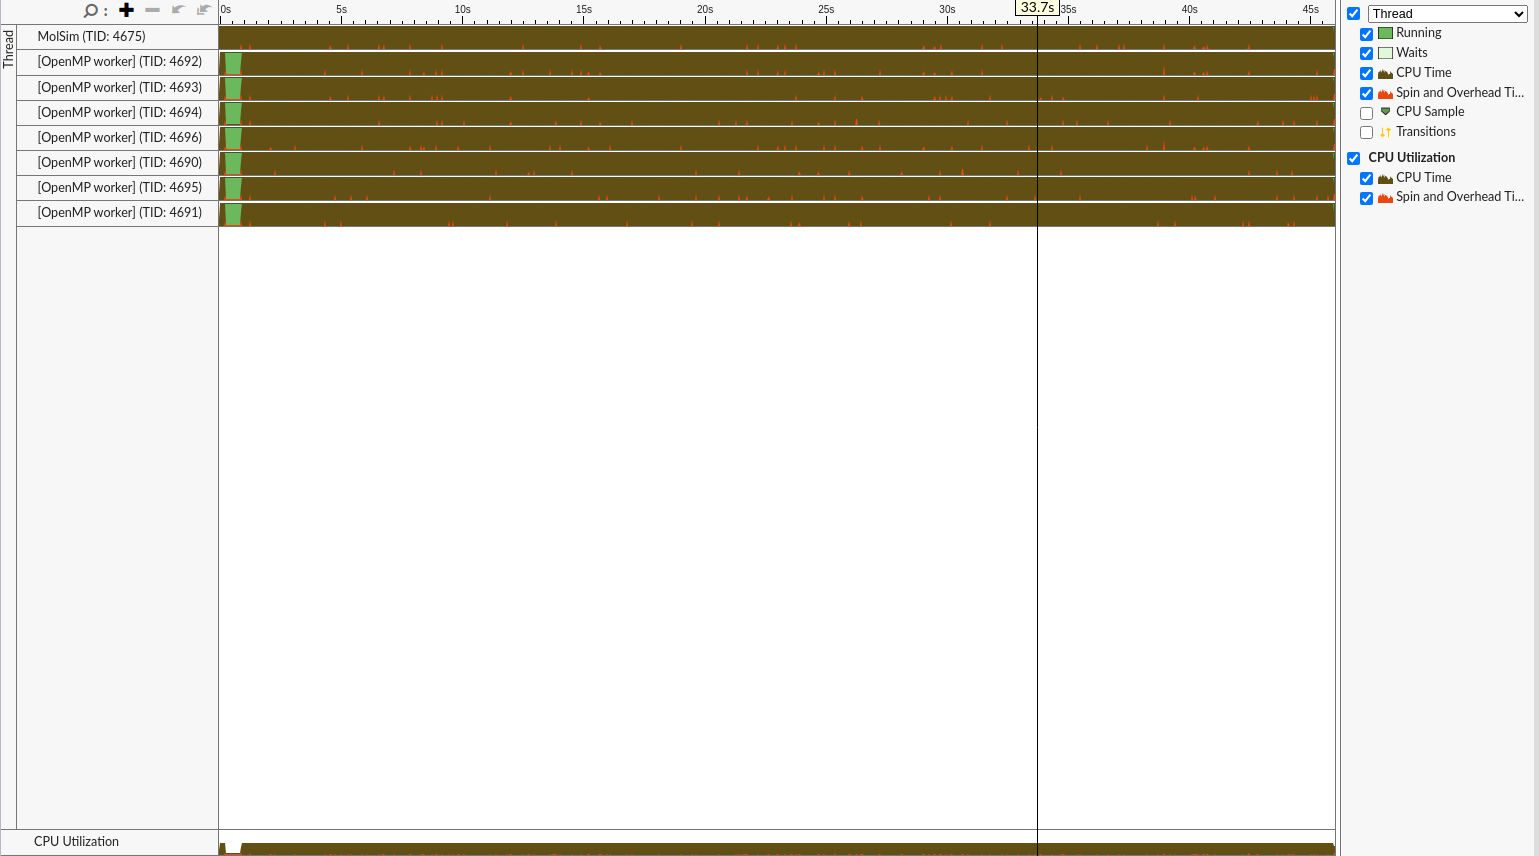 0s 5s 10s 15s 20s 25s 30s 33.7s 35s 40s 45s
Thread
MolSim (TID: 4675)
[OpenMP worker] (TID: 4692)
[OpenMP worker] (TID: 4693)
[OpenMP worker] (TID: 4694)
[OpenMP worker] (TID: 4696)
[OpenMP worker] (TID: 4690)
[OpenMP worker] (TID: 4695)
[OpenMP worker] (TID: 4691)
CPU Utilization
Thread
Running
Waits
CPU Time
Spin and Overhead Ti...
CPU Sample
Transitions
CPU Utilization
CPU Time
Spin and Overhead Ti...